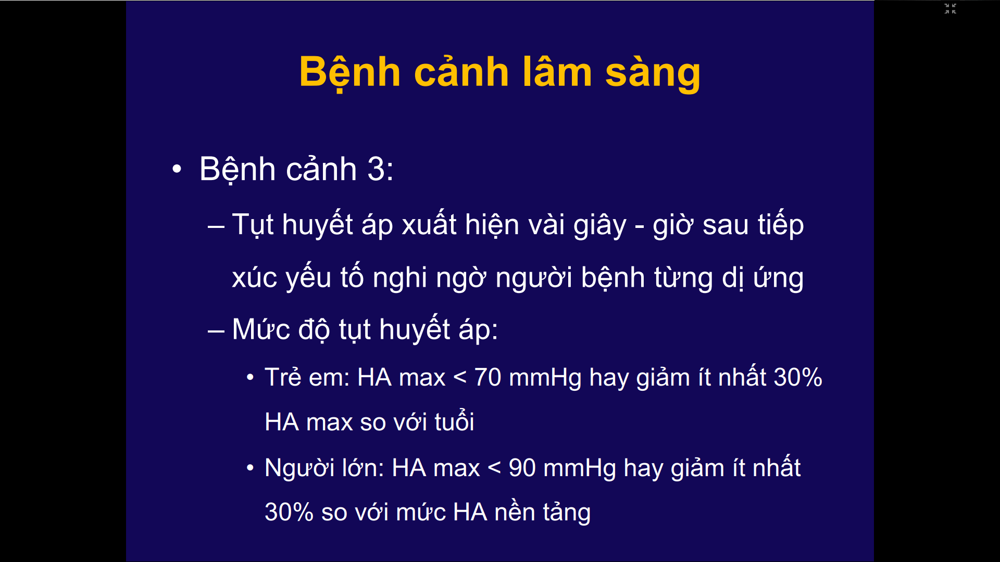 Bệnh cảnh lâm sàng
• Bệnh cảnh 3:
– Tụt huyết áp xuất hiện vài giây - giờ sau tiếp
xúc yếu tố nghi ngờ người bệnh từng dị ứng
– Mức độ tụt huyết áp:
• Trẻ em: HA max < 70 mmHg hay giảm ít nhất 30%
HA max so với tuổi
• Người lớn: HA max < 90 mmHg hay giảm ít nhất
30% so với mức HA nền tảng